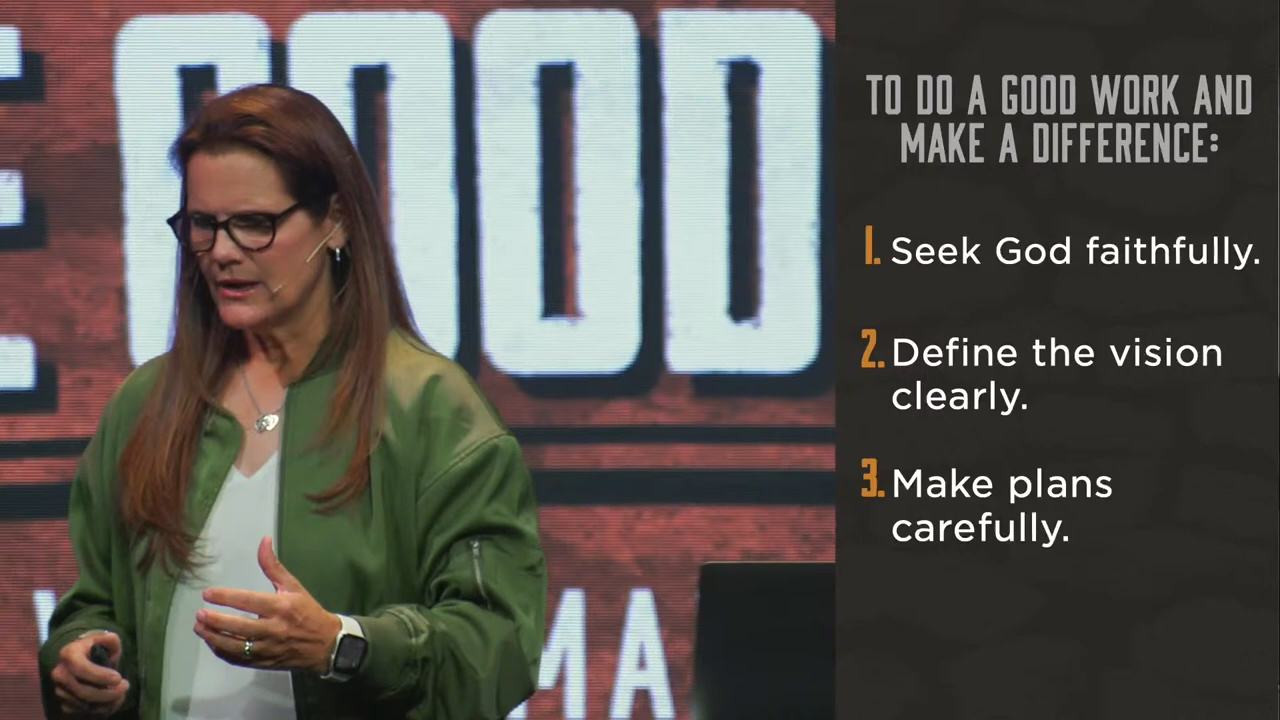 GOOD
TO DO A GOOD WORK AND
MAKE A DIFFERENCE:
1. Seek God faithfully.
2. Define the vision
clearly.
3. Make plans
carefully.